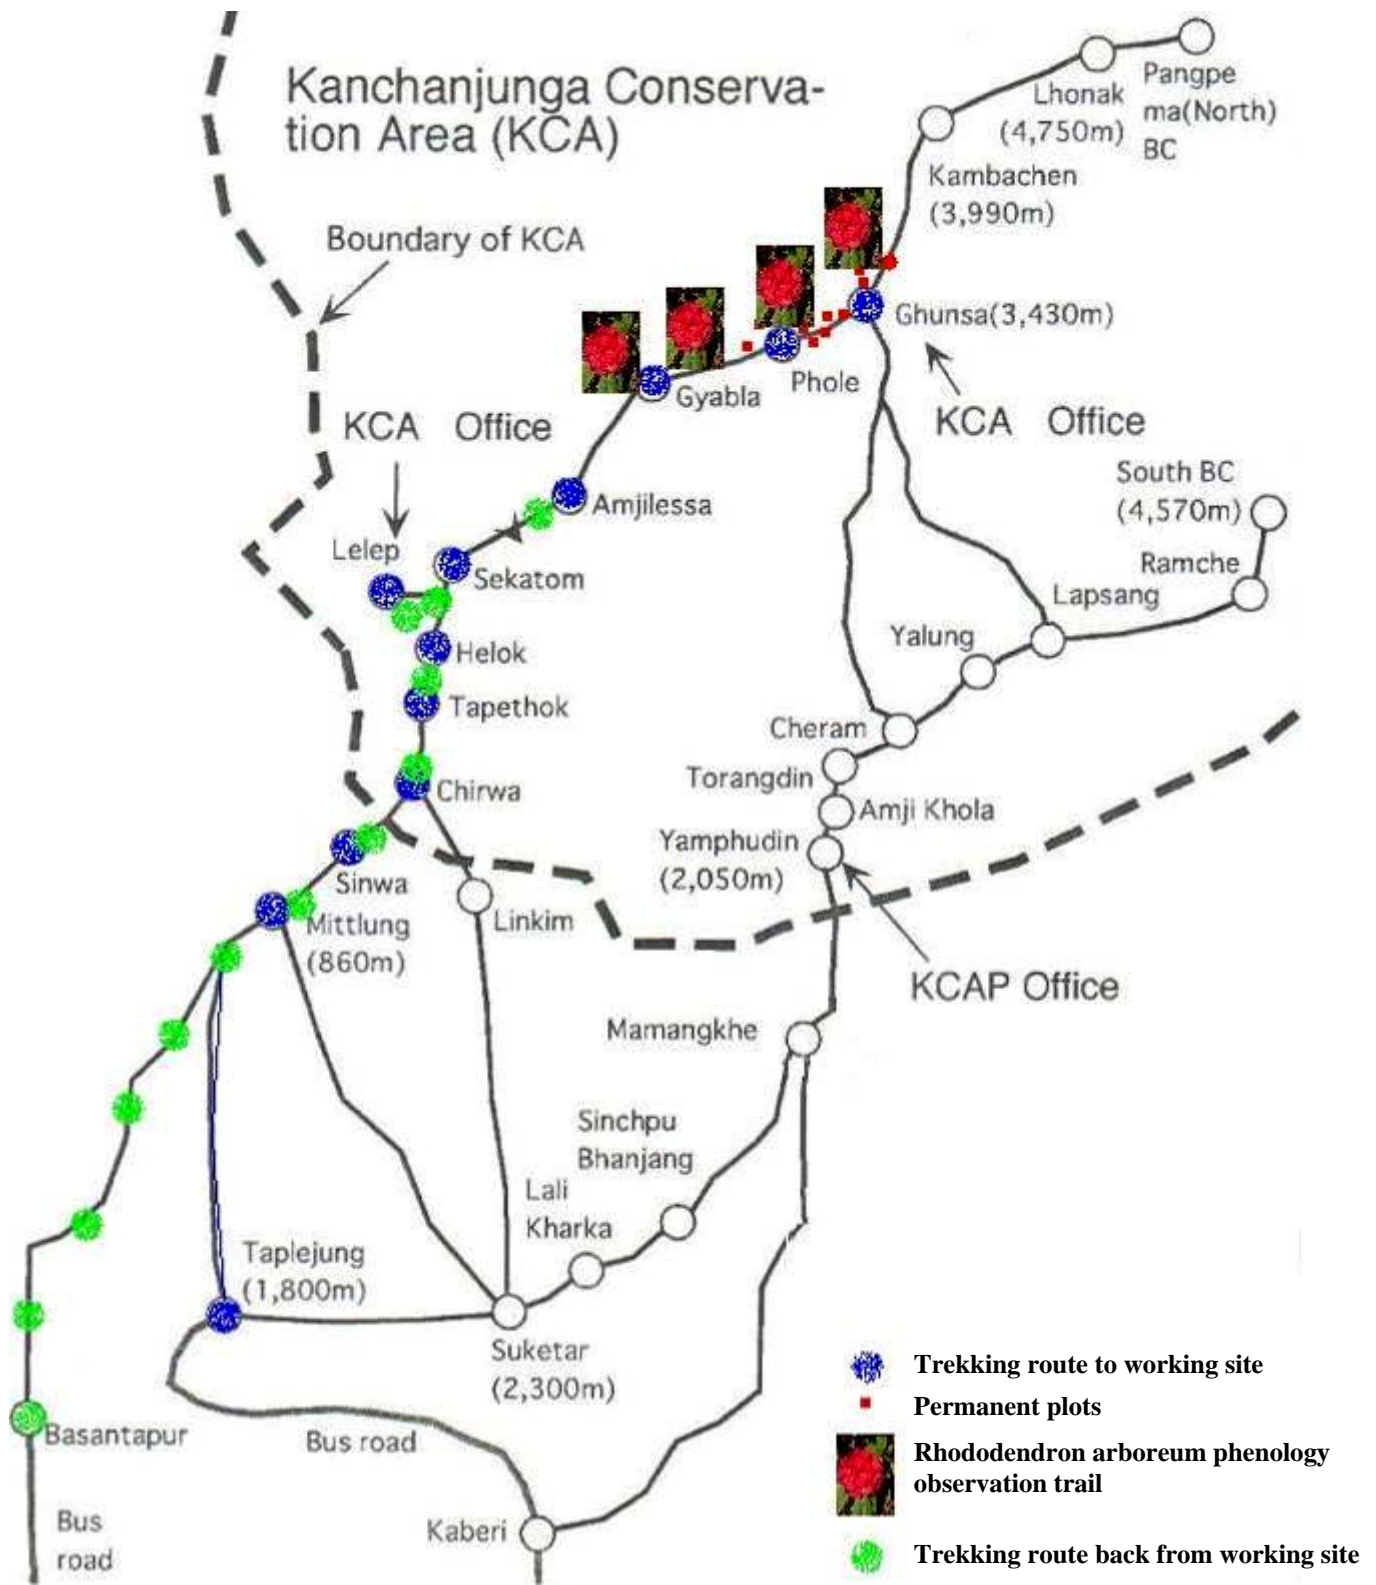 Kanchanjunga Conserva-
tion Area (KCA)
Pangpe
ma(North)
BC
Lhonak
(4,750m)
Kambachen
(3,990m)
Boundary of KCA
Ghunsa(3,430m)
Phole
Gyabla
KCA Office
KCA Office
South BC
(4,570m)
Amjilessa
Lelep
Sekatom
Ramche
Lapsang
Yalung
Helok
Tapethok
Cheram
Torangdin
Chirwa
Amji Khola
Yamphudin
(2,050m)
Sinwa
Mittlung
(860m)
Linkim
KCAP Office
Mamangkhe
Sinchpu
Bhanjang
Lali
Kharka
Taplejung
(1,800m)
Suketar
(2,300m)
Basantapur
Bus road
Bus
road
Kaberi
Trekking route to working site
Permanent plots
Rhododendron arboreum phenology
observation trail
Trekking route back from working site